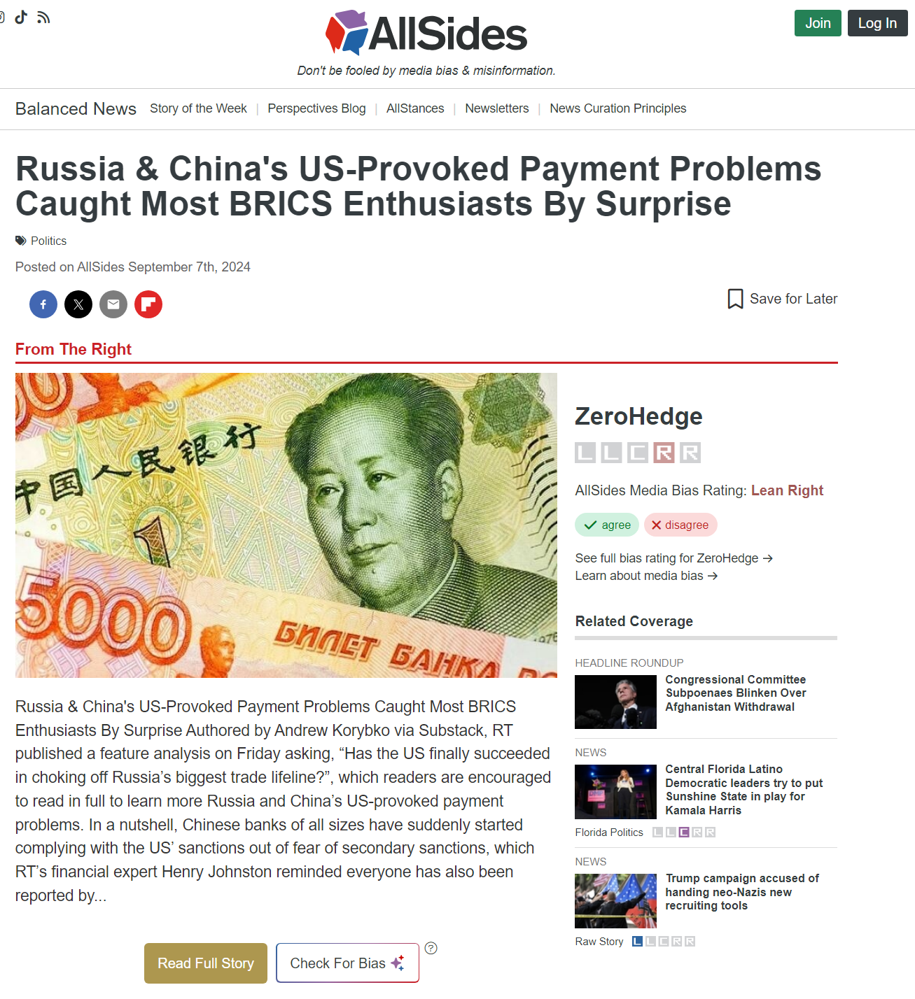 Join
Log In
AllSides
Don't be fooled by media bias & misinformation.
Balanced News
Story of the Week | Perspectives Blog | AllStances | Newsletters | News Curation Principles
Russia & China's US-Provoked Payment Problems
Caught Most BRICS Enthusiasts By Surprise
Politics
Posted on AllSides September 7th, 2024
Save for Later
From The Right
中国人民银行
1
5000
БИЛЕТ БАНКА
1976
Russia & China's US-Provoked Payment Problems Caught Most BRICS
Enthusiasts By Surprise Authored by Andrew Korybko via Substack, RT
published a feature analysis on Friday asking, “Has the US finally succeeded
in choking off Russia’s biggest trade lifeline?”, which readers are encouraged
to read in full to learn more Russia and China’s US-provoked payment
problems. In a nutshell, Chinese banks of all sizes have suddenly started
complying with the US’ sanctions out of fear of secondary sanctions, which
RT’s financial expert Henry Johnston reminded everyone has also been
reported by...
Read Full Story
Check For Bias
?
ZeroHedge
L L C R R
AllSides Media Bias Rating: Lean Right
agree
disagree
See full bias rating for ZeroHedge →
Learn about media bias →
Related Coverage
HEADLINE ROUNDUP
Congressional Committee
Subpoenaes Blinken Over
Afghanistan Withdrawal
NEWS
Central Florida Latino
Democratic leaders try to put
Sunshine State in play for
Kamala Harris
Florida Politics L L C R R
NEWS
Trump campaign accused of
handing neo-Nazis new
recruiting tools
Raw Story L L C R R